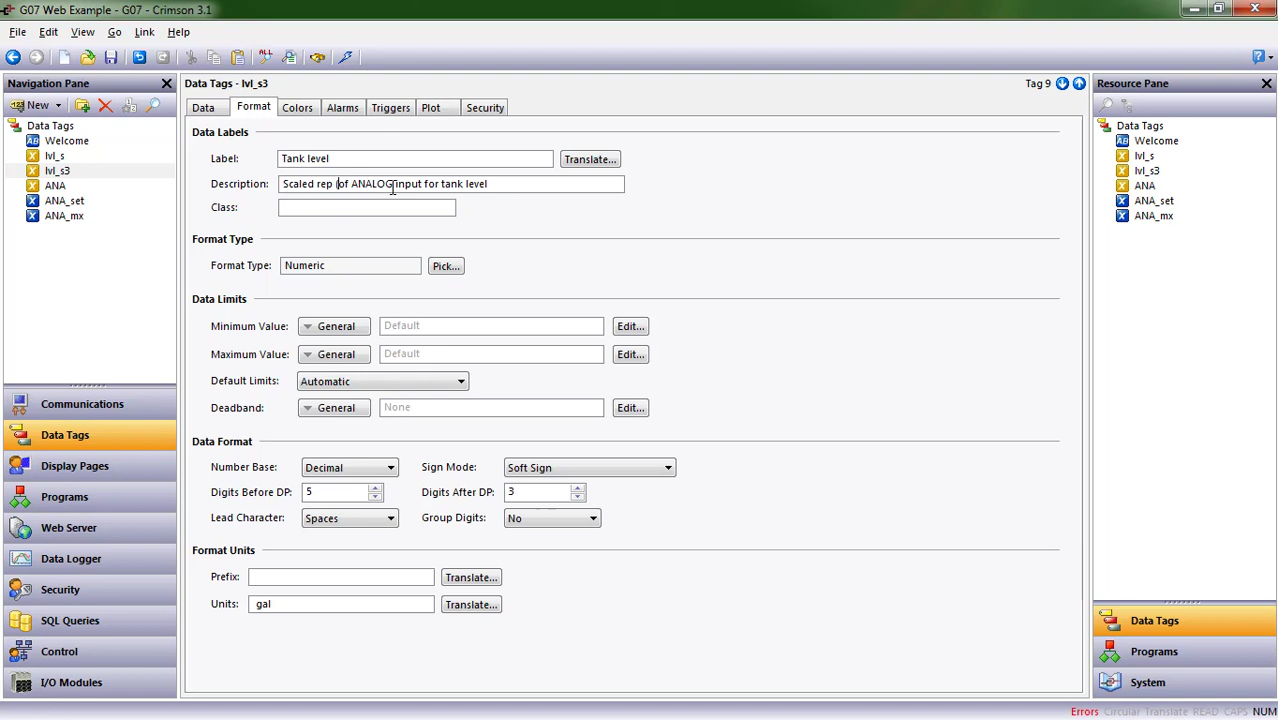 G07 Web Example - G07 - Crimson 3.1
File Edit View Go Link Help
ALL
Navigation Pane
New
Data Tags
Welcome
lvl_s
lvl_s3
ANA
ANA_set
ANA_mx
Communications
Data Tags
Display Pages
Programs
Web Server
Data Logger
Security
SQL Queries
Control
I/O Modules
Data Tags - lvl_s3 Tag 9
Data Format Colors Alarms Triggers Plot Security
Data Labels
Label: Tank level Translate...
Description: Scaled rep (of ANALOG input for tank level
Class:
Format Type
Format Type: Numeric Pick...
Data Limits
Minimum Value: General Default Edit...
Maximum Value: General Default Edit...
Default Limits: Automatic
Deadband: General None Edit...
Data Format
Number Base: Decimal Sign Mode: Soft Sign
Digits Before DP: 5 Digits After DP: 3
Lead Character: Spaces Group Digits: No
Format Units
Prefix: Translate...
Units: gal Translate...
Resource Pane
Data Tags
Welcome
lvl_s
lvl_s3
ANA
ANA_set
ANA_mx
Data Tags
Programs
System
Errors Circular Translate READ CAPS NUM